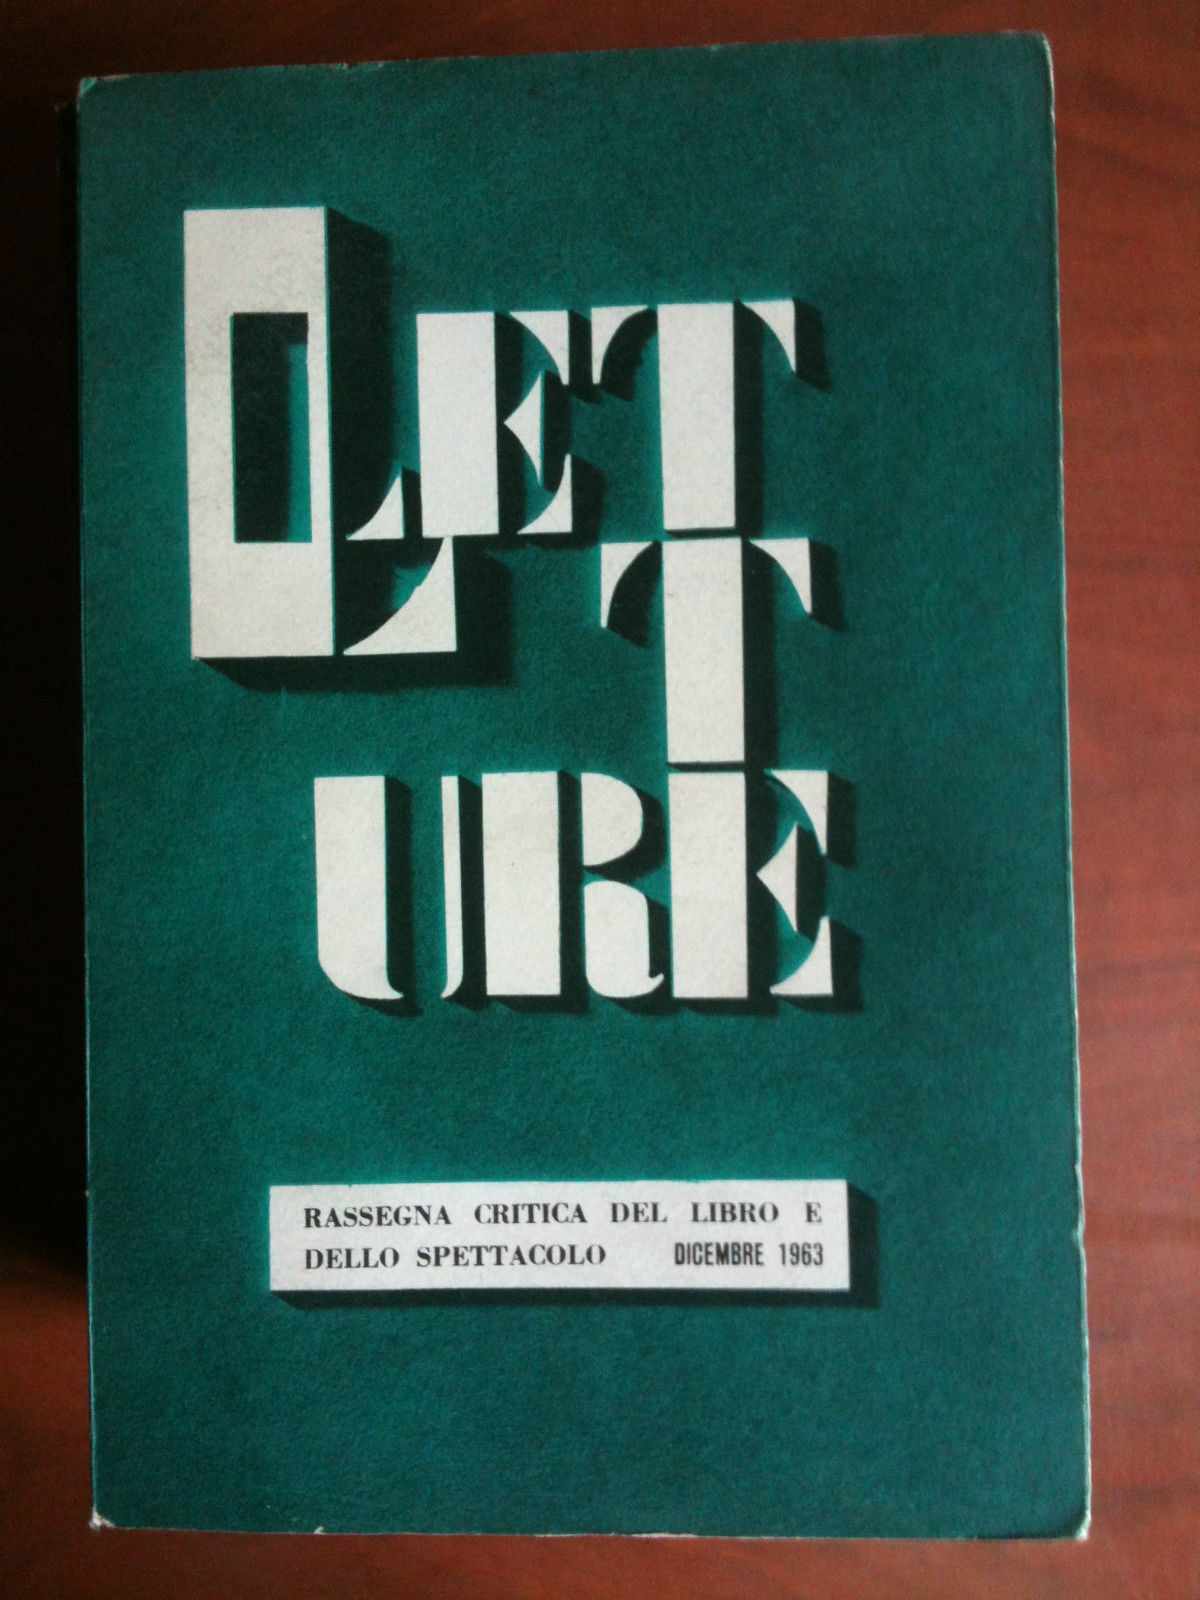 LET
T
URE
RASSEGNA CRITICA DEL LIBRO E
DELLO SPETTACOLO DICEMBRE 1963